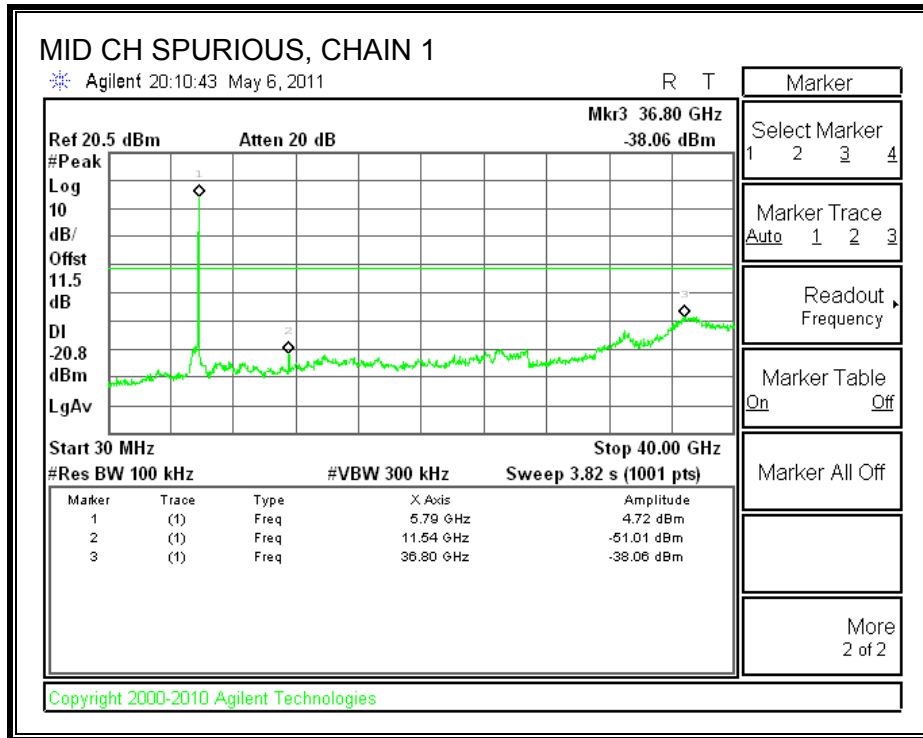 MID CH SPURIOUS, CHAIN 1
Agilent 20:10:43 May 6, 2011 R T
Mkr3 36.80 GHz
Ref 20.5 dBm Atten 20 dB -38.06 dBm
#Peak
Log
10
dB/
Offst
11.5
dB
DI
-20.8
dBm
LgAv
1
2
3
Start 30 MHz Stop 40.00 GHz
#Res BW 100 kHz #VBW 300 kHz Sweep 3.82 s (1001 pts)
Marker Trace Type X Axis Amplitude
1 (1) Freq 5.79 GHz 4.72 dBm
2 (1) Freq 11.54 GHz -51.01 dBm
3 (1) Freq 36.80 GHz -38.06 dBm
Marker
Select Marker
1 2 3 4
Marker Trace
Auto 1 2 3
Readout
Frequency
Marker Table
On Off
Marker All Off
More
2 of 2
Copyright 2000-2010 Agilent Technologies